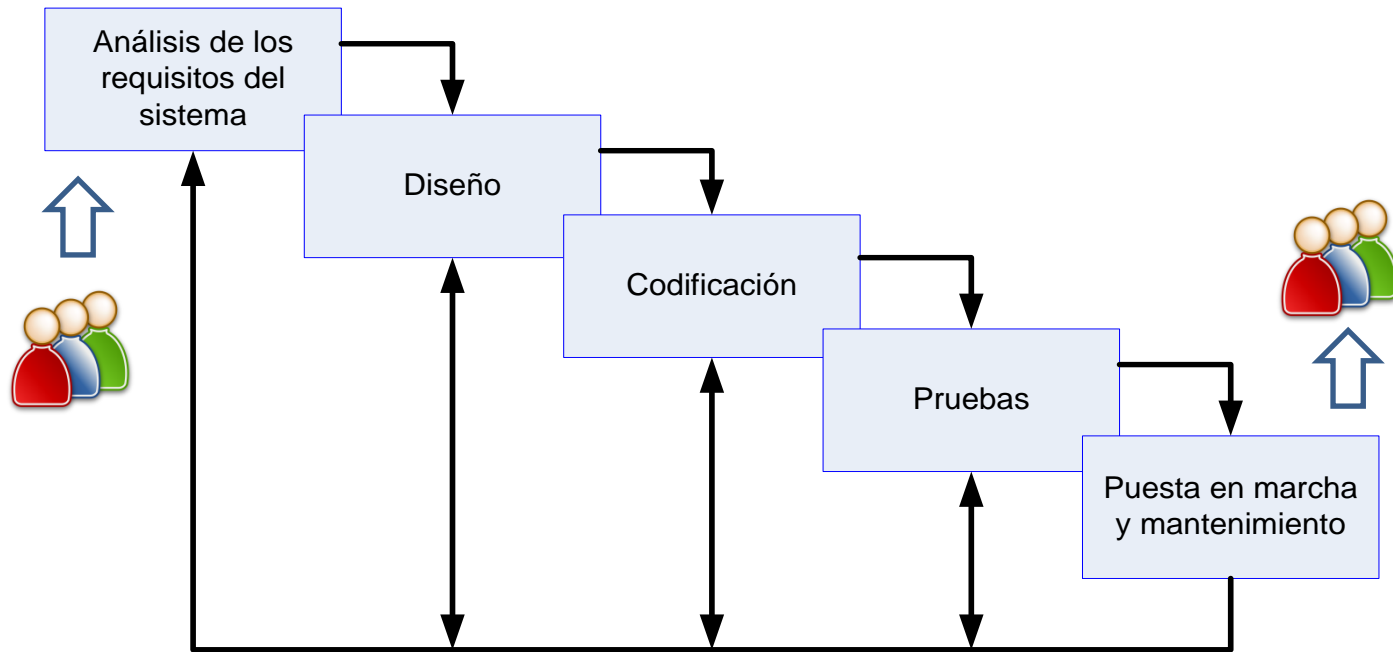 Análisis de los
requisitos del
sistema
Diseño
Codificación
Pruebas
Puesta en marcha
y mantenimiento